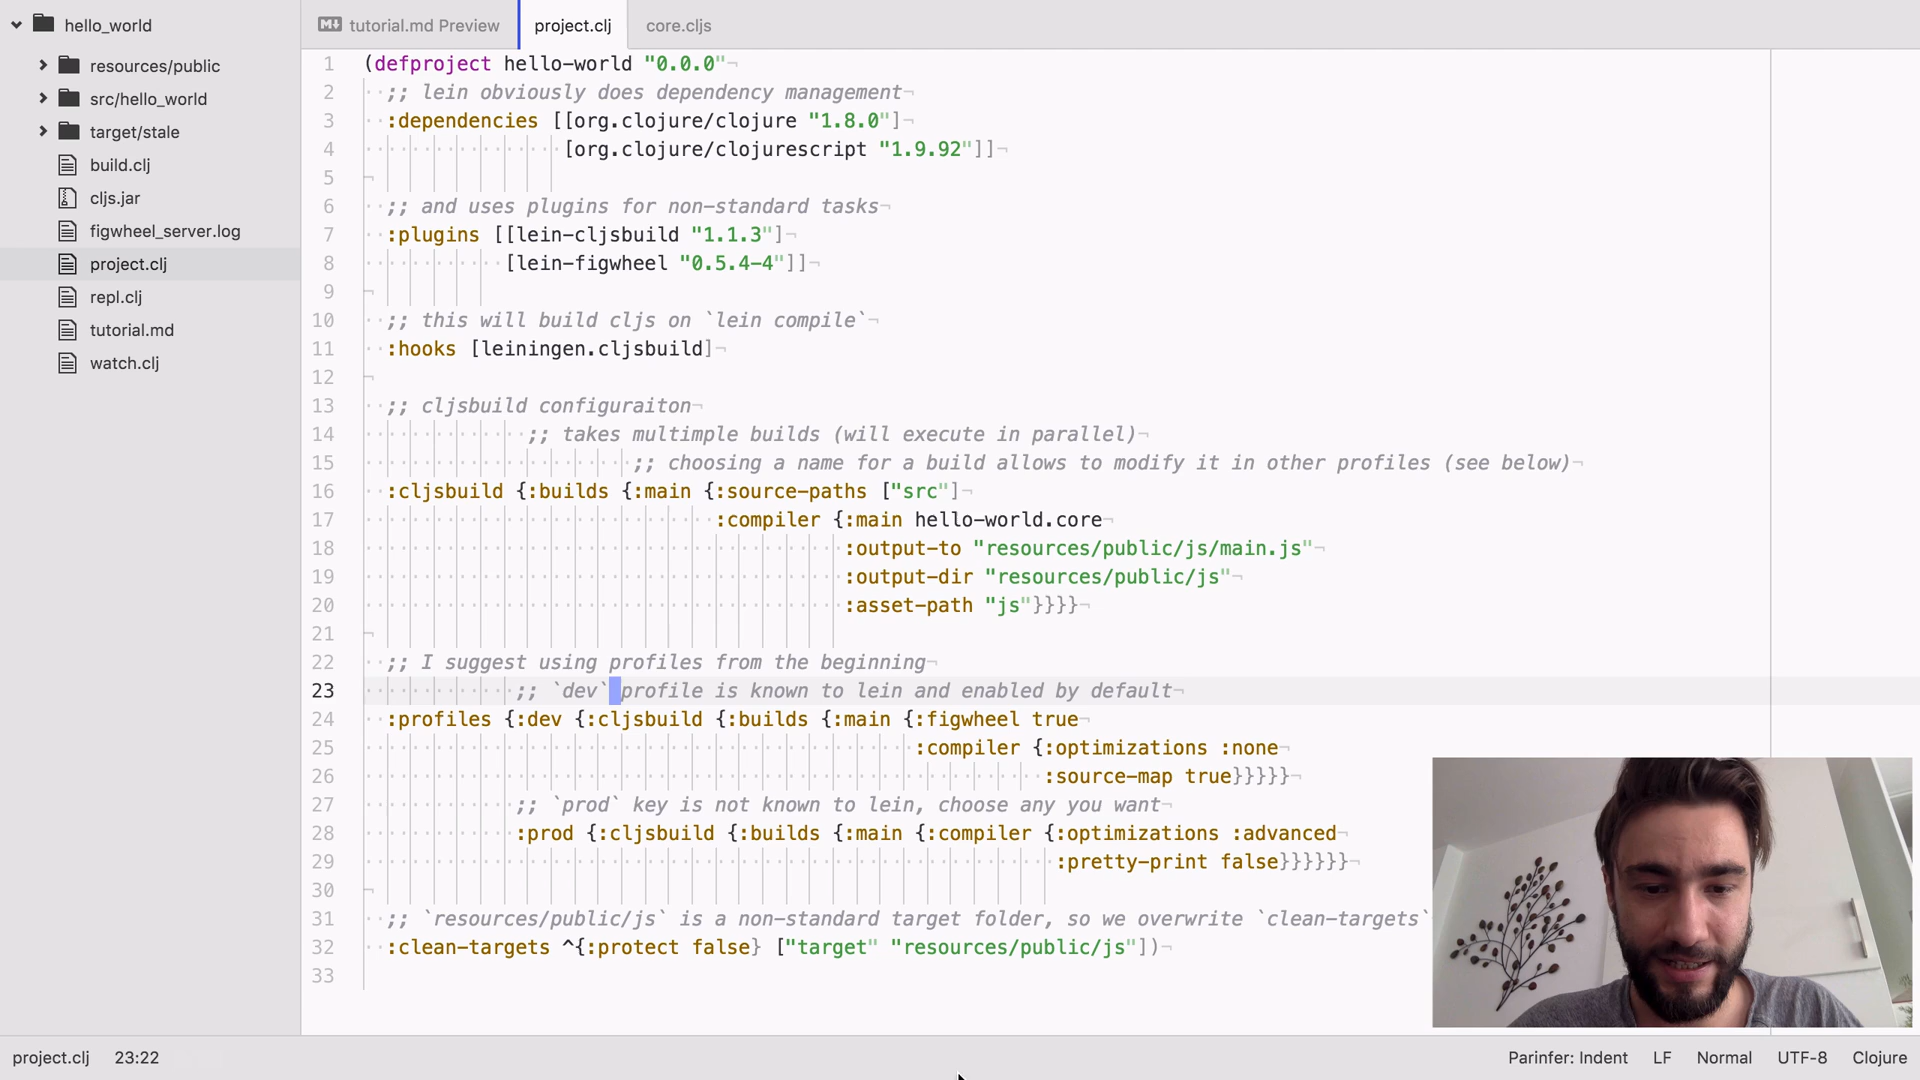 hello_world
resources/public
src/hello_world
target/stale
build.clj
cljs.jar
figwheel_server.log
project.clj
repl.clj
tutorial.md
watch.clj
tutorial.md Preview
project.clj
core.cljs
1 (defproject hello-world "0.0.0"
2 ;; lein obviously does dependency management
3 :dependencies [[org.clojure/clojure "1.8.0"]
4 [org.clojure/clojurescript "1.9.92"]]
5
6 ;; and uses plugins for non-standard tasks
7 :plugins [[lein-cljsbuild "1.1.3"]
8 [lein-figwheel "0.5.4-4"]]
9
10 ;; this will build cljs on `lein compile`
11 :hooks [leiningen.cljsbuild]
12
13 ;; cljsbuild configuraiton
14 ;; takes multimple builds (will execute in parallel)
15 ;; choosing a name for a build allows to modify it in other profiles (see below)
16 :cljsbuild {:builds {:main {:source-paths ["src"]
17 :compiler {:main hello-world.core
18 :output-to "resources/public/js/main.js"
19 :output-dir "resources/public/js"
20 :asset-path "js"}}}}
21
22 ;; I suggest using profiles from the beginning
23 ;; `dev` profile is known to lein and enabled by default
24 :profiles {:dev {:cljsbuild {:builds {:main {:figwheel true
25 :compiler {:optimizations :none
26 :source-map true}}}}}
27 ;; `prod` key is not known to lein, choose any you want
28 :prod {:cljsbuild {:builds {:main {:compiler {:optimizations :advanced
29 :pretty-print false}}}}}}
30
31 ;; `resources/public/js` is a non-standard target folder, so we overwrite `clean-targets`
32 :clean-targets ^{:protect false} ["target" "resources/public/js"])
33
project.clj 23:22 Parinfer: Indent LF Normal UTF-8 Clojure